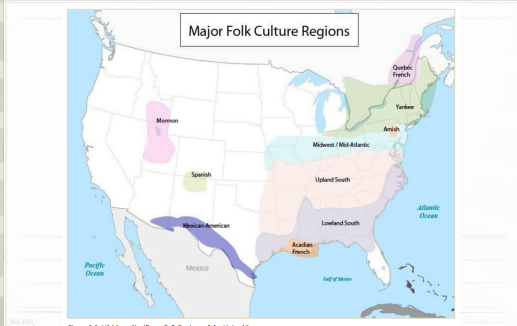 Major Folk Culture Regions
Quebec
French
Yankee
Mormon
Amish
Midwest / Mid-Atlantic
Spanish
Upland South
Atlantic
Ocean
Mexican-American
Lowland South
Acadian
French
Pacific
Ocean
Mexico
Gulf of Mexico